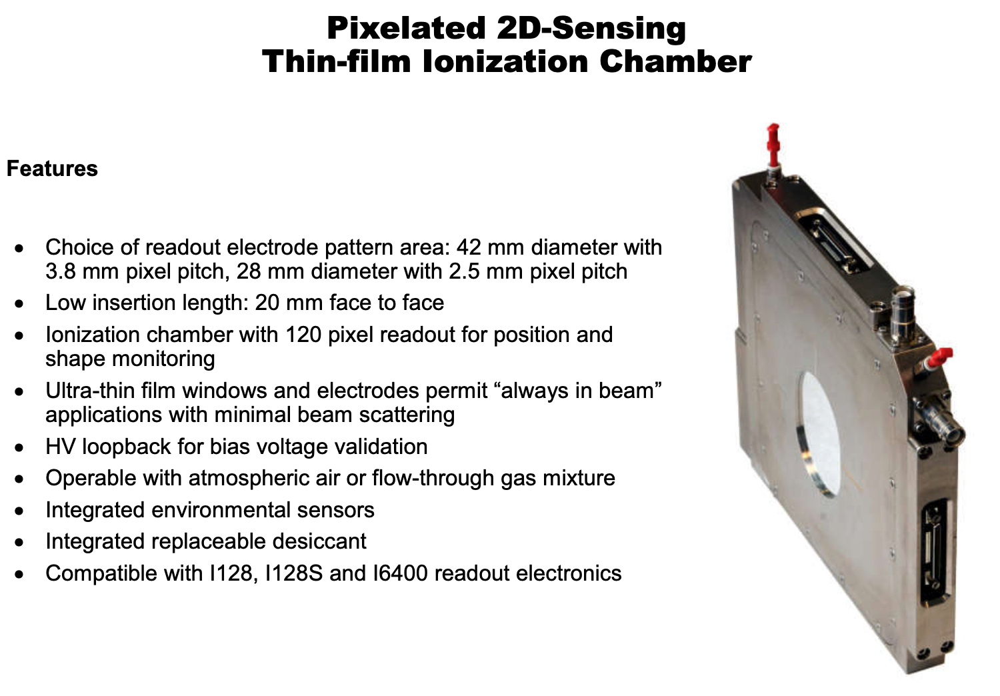 Pixelated 2D-Sensing
Thin-film Ionization Chamber
Features
• Choice of readout electrode pattern area: 42 mm diameter with
3.8 mm pixel pitch, 28 mm diameter with 2.5 mm pixel pitch
• Low insertion length: 20 mm face to face
• Ionization chamber with 120 pixel readout for position and
shape monitoring
• Ultra-thin film windows and electrodes permit “always in beam”
applications with minimal beam scattering
• HV loopback for bias voltage validation
• Operable with atmospheric air or flow-through gas mixture
• Integrated environmental sensors
• Integrated replaceable desiccant
• Compatible with I128, I128S and I6400 readout electronics